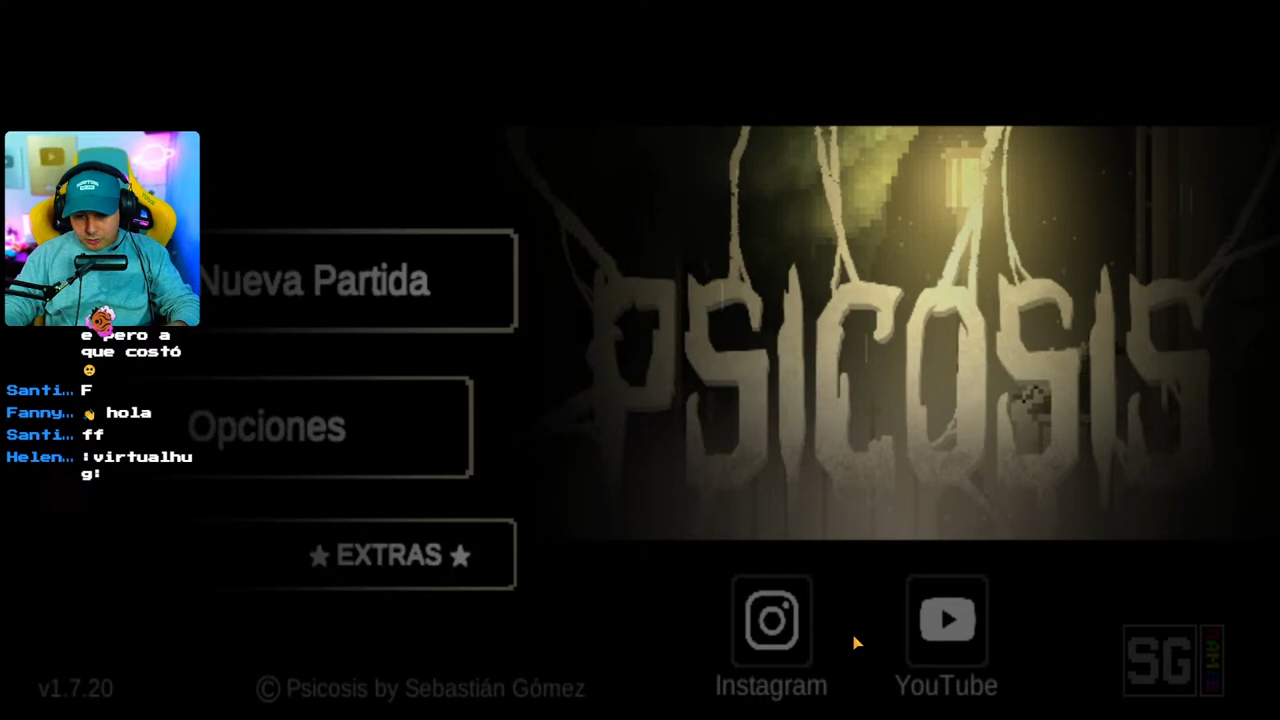 Nueva Partida
e pero a
que costó
Santi... F
Fanny... hola
Santi... ff
Helen... :virtualhu
g:
Opciones
★ EXTRAS ★
PSICOSIS
Instagram
YouTube
SG
GAMES
v1.7.20
© Psicosis by Sebastián Gómez